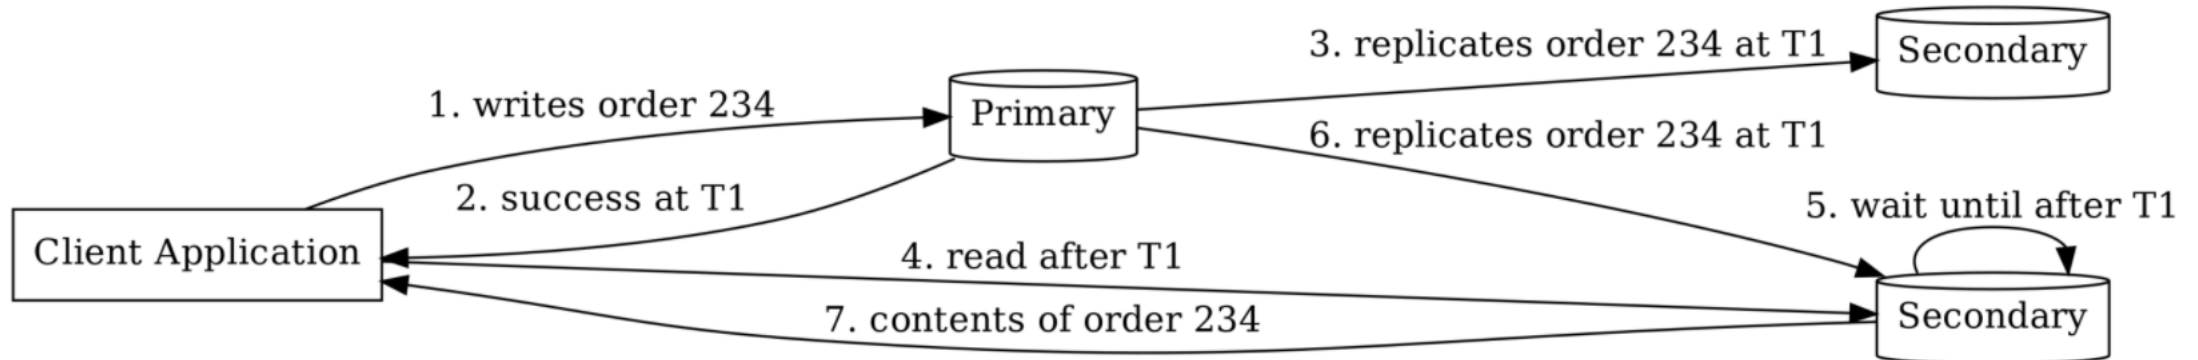 3. replicates order 234 at T1
Secondary
1. writes order 234
Primary
6. replicates order 234 at T1
2. success at T1
5. wait until after T1
Client Application
4. read after T1
7. contents of order 234
Secondary